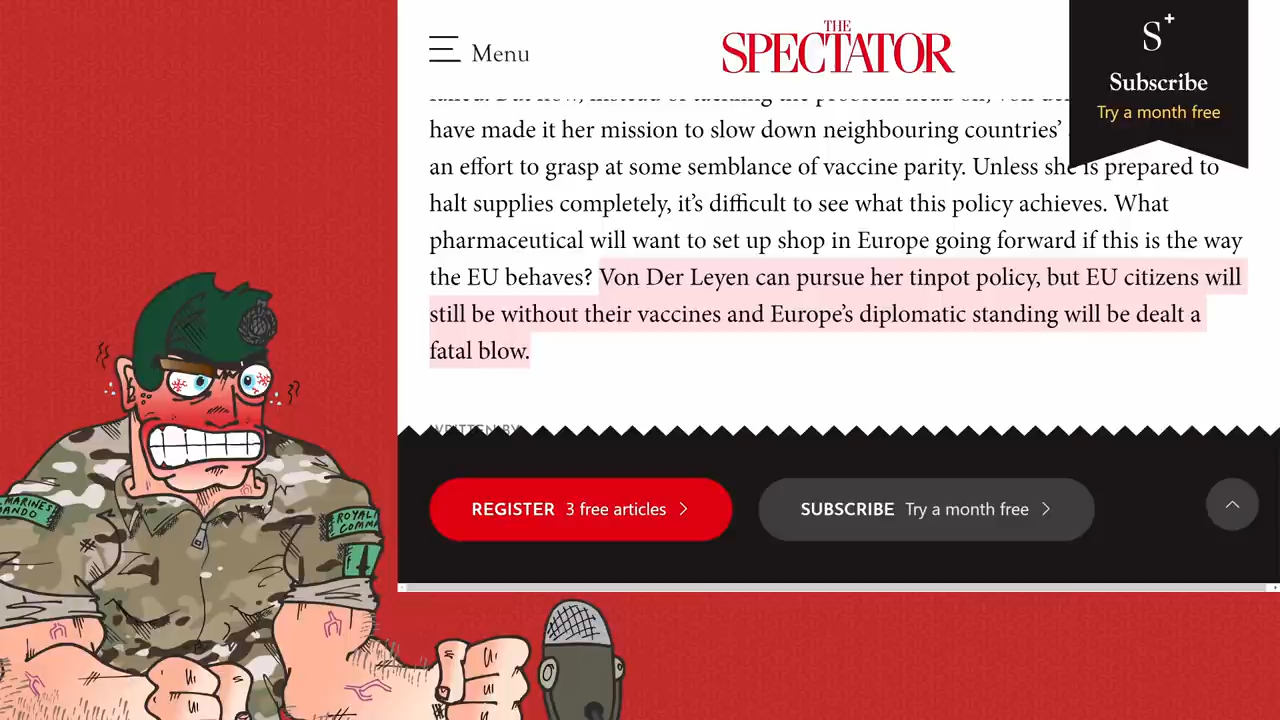 Menu
THE
SPECTATOR
S+
Subscribe
Try a month free
have made it her mission to slow down neighbouring countries’
an effort to grasp at some semblance of vaccine parity. Unless she is prepared to
halt supplies completely, it’s difficult to see what this policy achieves. What
pharmaceutical will want to set up shop in Europe going forward if this is the way
the EU behaves? Von Der Leyen can pursue her tinpot policy, but EU citizens will
still be without their vaccines and Europe’s diplomatic standing will be dealt a
fatal blow.
WRITTEN BY
REGISTER 3 free articles
SUBSCRIBE Try a month free
MARINES
ROYAL